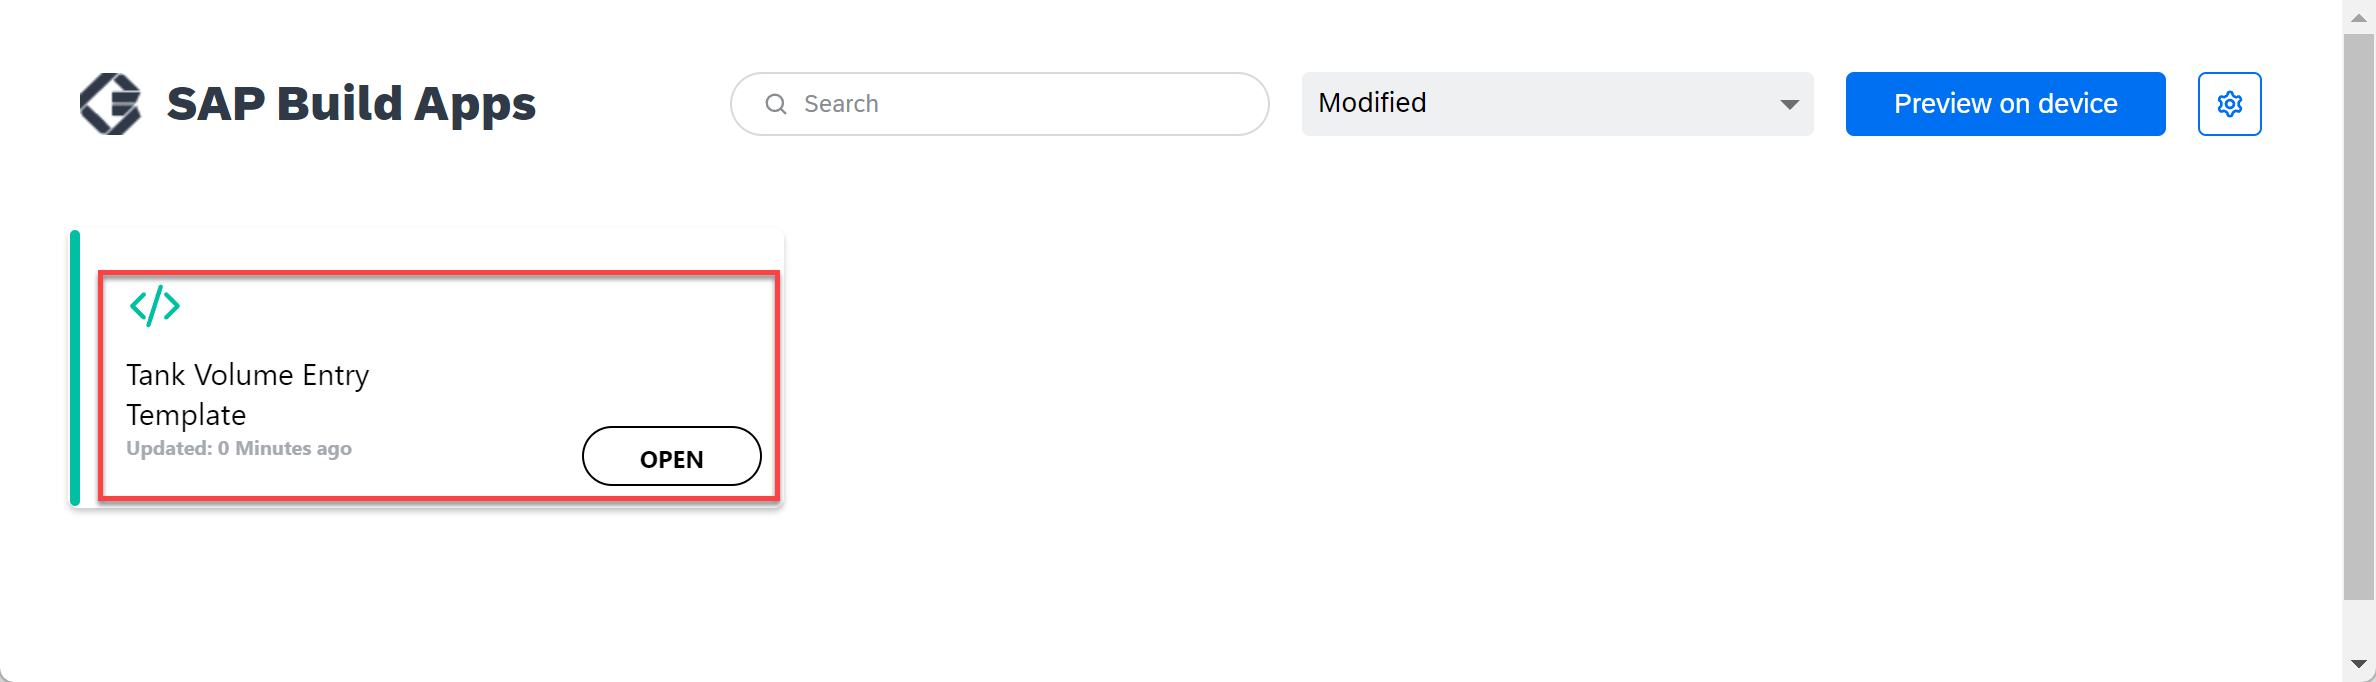 SAP Build Apps
Search
Modified
Preview on device
Tank Volume Entry
Template
Updated: 0 Minutes ago
OPEN